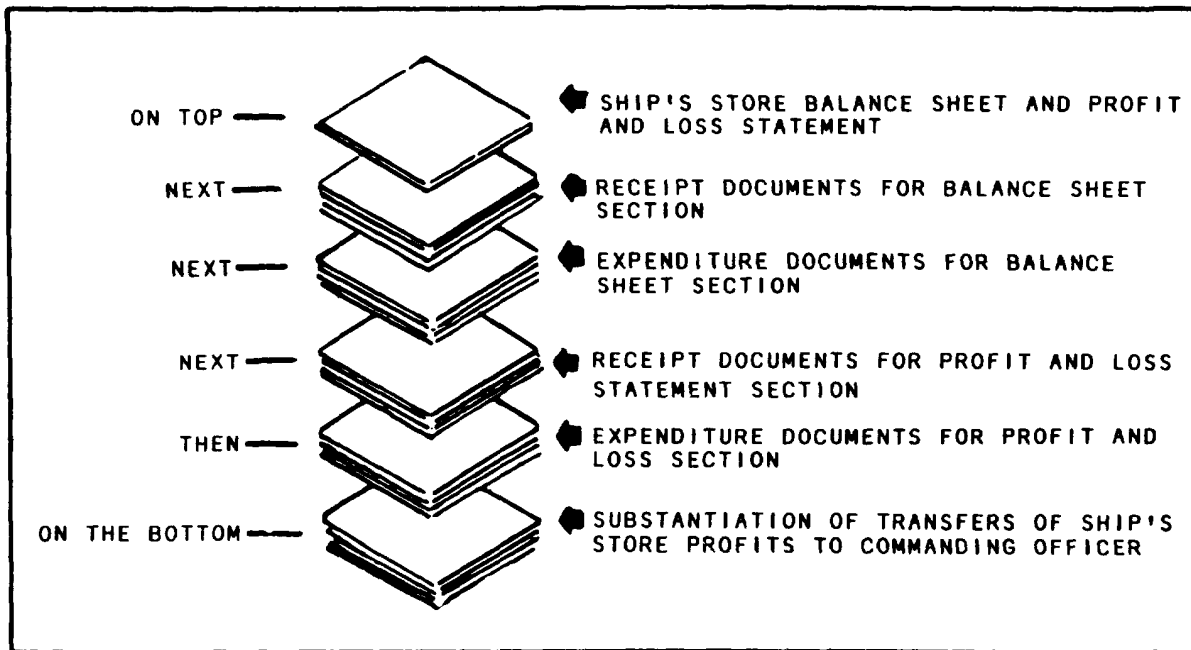 ON TOP
SHIP'S STORE BALANCE SHEET AND PROFIT
AND LOSS STATEMENT
NEXT
RECEIPT DOCUMENTS FOR BALANCE SHEET
SECTION
NEXT
EXPENDITURE DOCUMENTS FOR BALANCE
SHEET SECTION
NEXT
RECEIPT DOCUMENTS FOR PROFIT AND LOSS
STATEMENT SECTION
THEN
EXPENDITURE DOCUMENTS FOR PROFIT AND
LOSS SECTION
ON THE BOTTOM
SUBSTANTIATION OF TRANSFERS OF SHIP'S
STORE PROFITS TO COMMANDING OFFICER